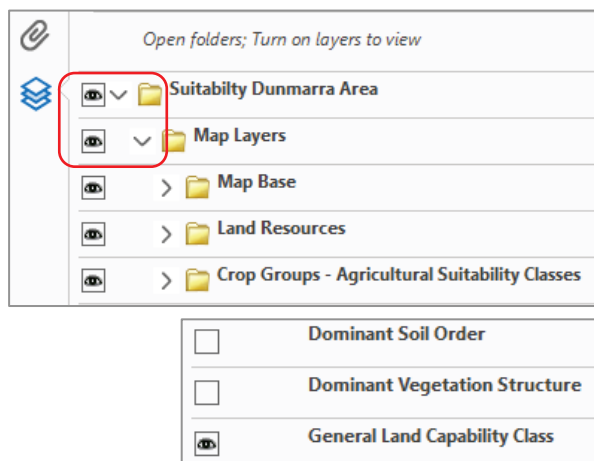 Open folders; Turn on layers to view
Suitabilty Dunmarra Area
Map Layers
Map Base
Land Resources
Crop Groups - Agricultural Suitability Classes
Dominant Soil Order
Dominant Vegetation Structure
General Land Capability Class